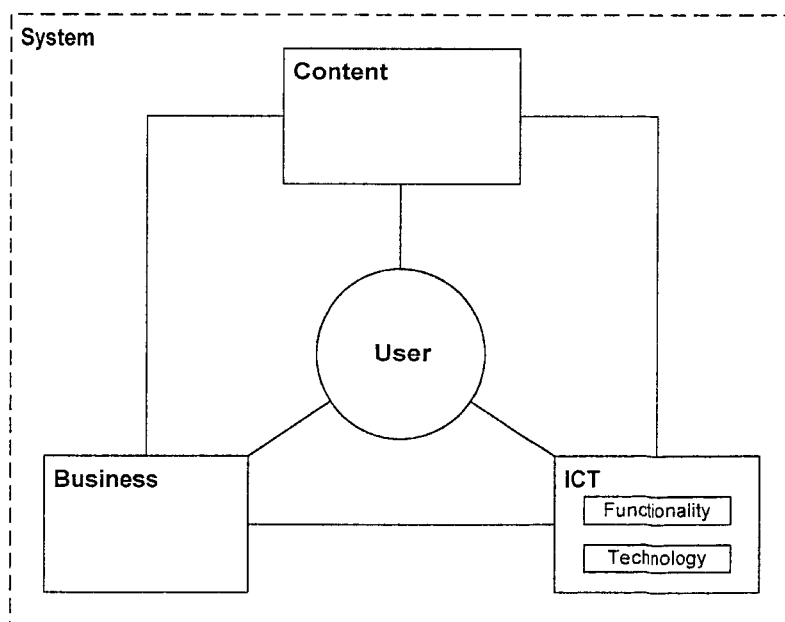 System
Content
User
Business
ICT
Functionality
Technology